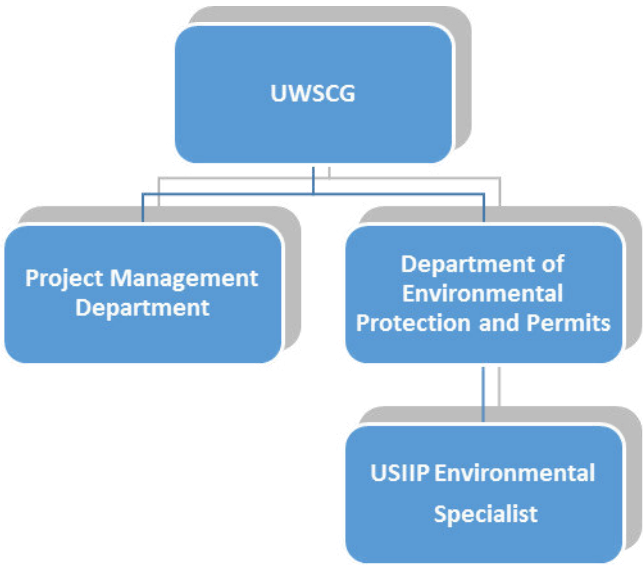 UWSCG
Project Management
Department
Department of
Environmental
Protection and Permits
USIIP Environmental
Specialist